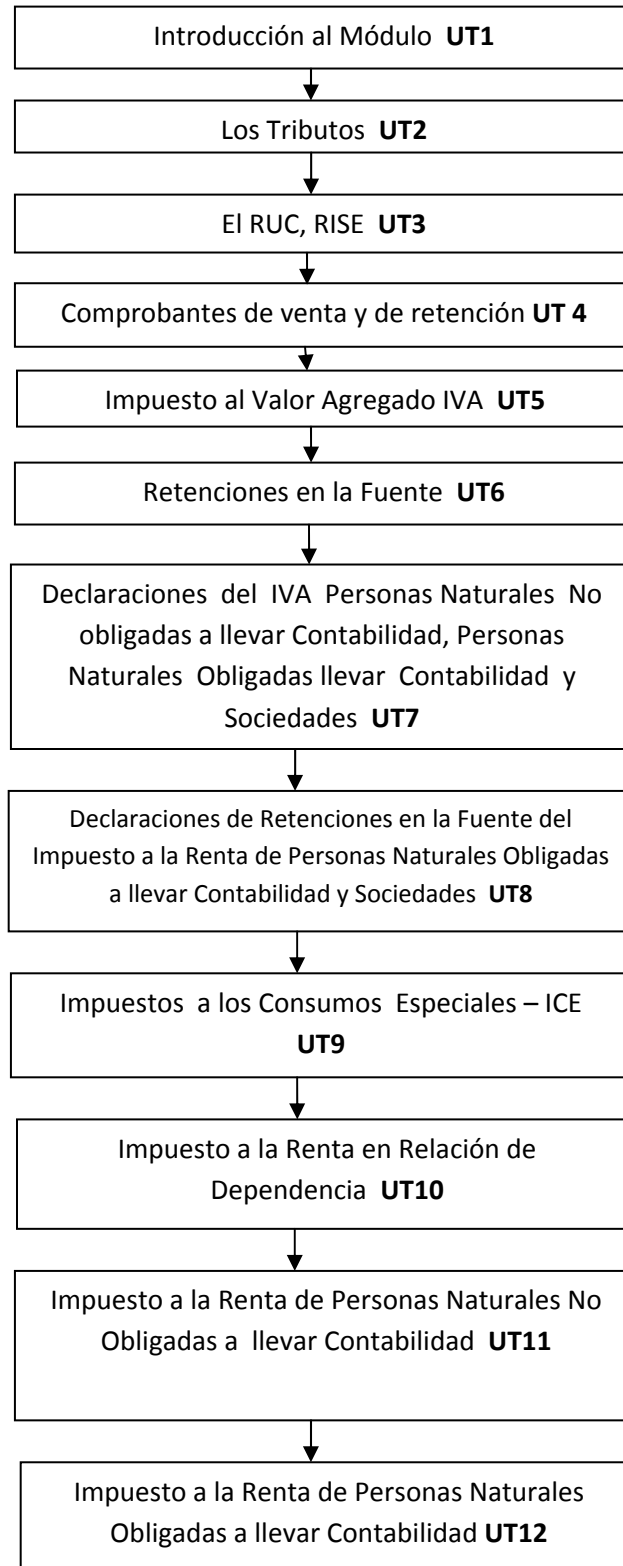 Introducción al Módulo UT1
Los Tributos UT2
El RUC, RISE UT3
Comprobantes de venta y de retención UT 4
Impuesto al Valor Agregado IVA UT5
Retenciones en la Fuente UT6
Declaraciones del IVA Personas Naturales No
obligadas a llevar Contabilidad, Personas
Naturales Obligadas llevar Contabilidad y
Sociedades UT7
Declaraciones de Retenciones en la Fuente del
Impuesto a la Renta de Personas Naturales Obligadas
a llevar Contabilidad y Sociedades UT8
Impuestos a los Consumos Especiales – ICE
UT9
Impuesto a la Renta en Relación de
Dependencia UT10
Impuesto a la Renta de Personas Naturales No
Obligadas a llevar Contabilidad UT11
Impuesto a la Renta de Personas Naturales
Obligadas a llevar Contabilidad UT12